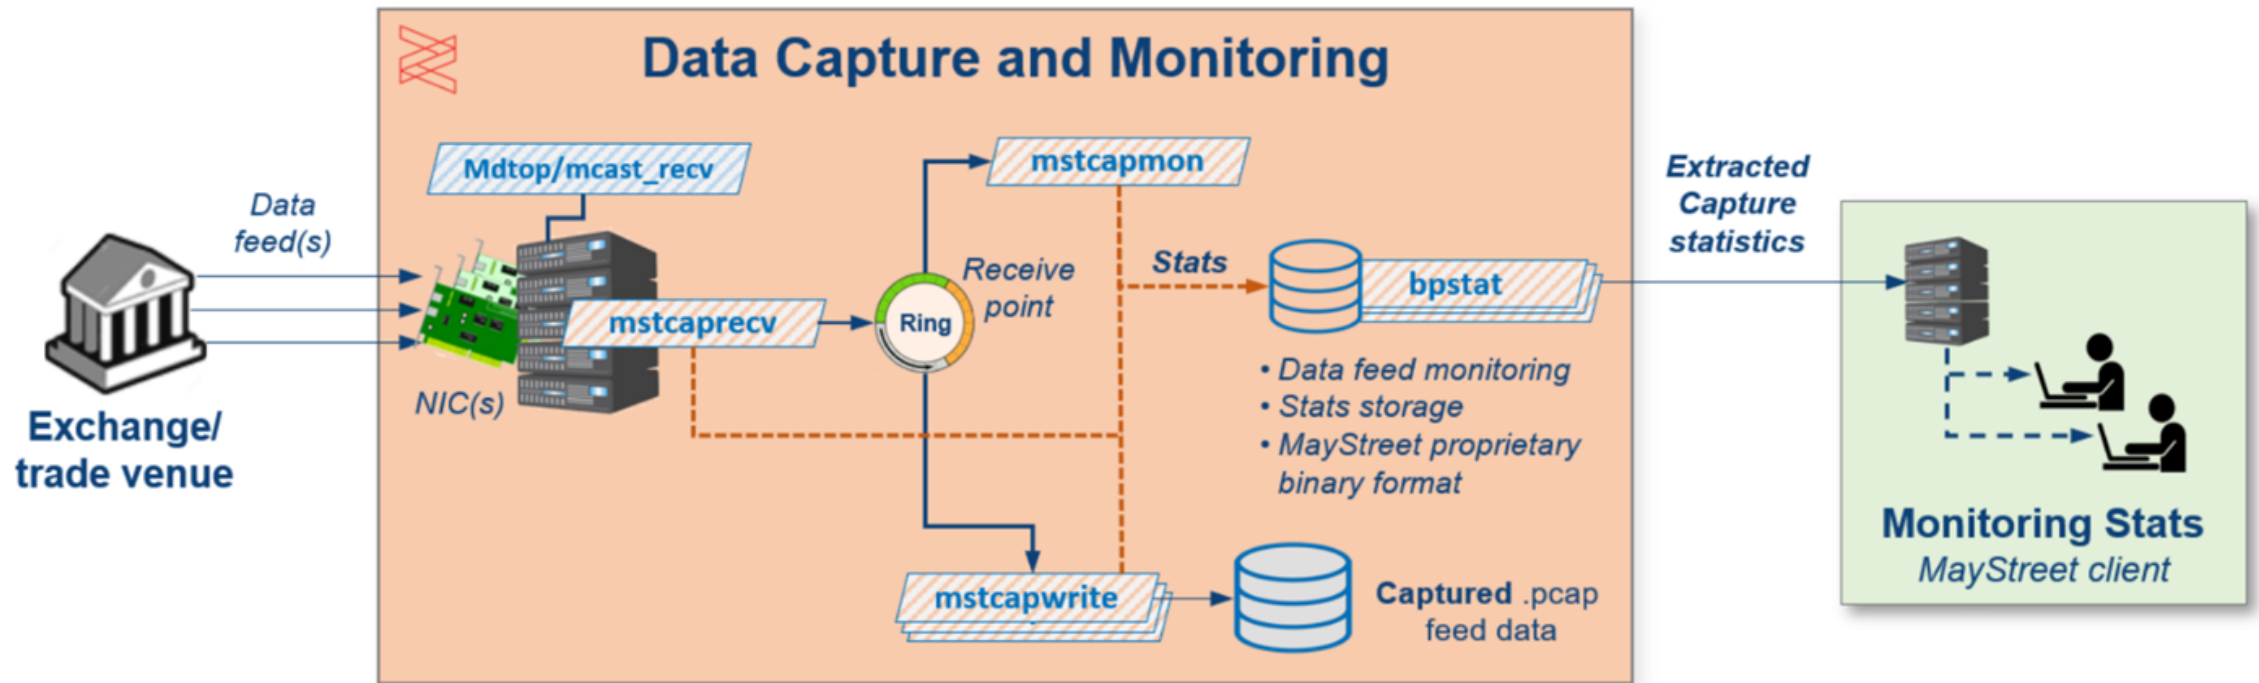 Data Capture and Monitoring
Mdtop/mcast_recv
mstcapmon
Data
feed(s)
Extracted
Capture
statistics
Receive
point
Stats
bpstat
mstcaprecv
Ring
NIC(s)
Exchange/
trade venue
• Data feed monitoring
• Stats storage
• MayStreet proprietary
binary format
Monitoring Stats
MayStreet client
mstcapwrite
Captured .pcap
feed data